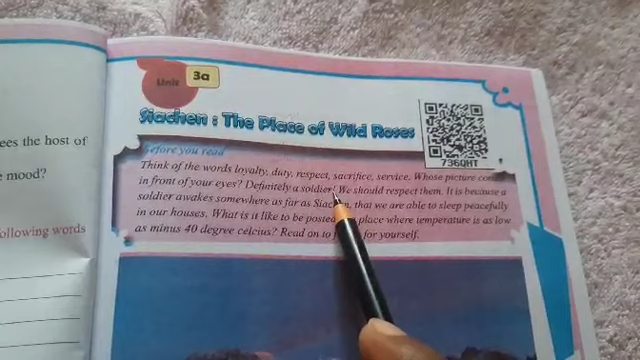 ees the host of
e mood?
ollowing words
Unit 3a
Siachen : The Place of Wild Roses
736QHT
Before you read
Think of the words loyalty, duty, respect, sacrifice, service. Whose picture
in front of your eyes? Definitely a soldier! We should respect them. It is because a
soldier awakes somewhere as far as that we are able to sleep peacefully
in our houses. What is it like to be place where temperature is as low
as minus 40 degree celcius? Read on to for yourself.